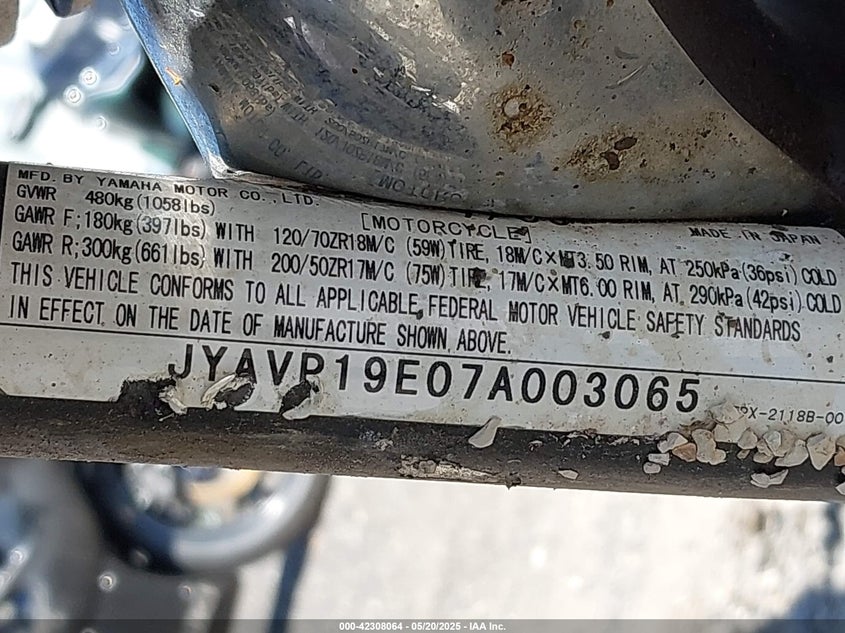 MFD. BY YAMAHA MOTOR CO., LTD.
[MOTORCYCLE]
MADE IN JAPAN
GVWR 480kg(1058lbs)
GAWR F;180kg(397lbs) WITH 120/70ZR18M/C (59W)TIRE, 18M/C×MT3.50 RIM, AT 250kPa(36psi) COLD
GAWR R;300kg(661lbs) WITH 200/50ZR17M/C (75W)TIRE, 17M/C×MT6.00 RIM, AT 290kPa(42psi) COLD
THIS VEHICLE CONFORMS TO ALL APPLICABLE FEDERAL MOTOR VEHICLE SAFETY STANDARDS
IN EFFECT ON THE DATE OF MANUFACTURE SHOWN ABOVE.
JYAVP19E07A003065
-2118B-00
000-42308064 - 05/20/2025 - IAA Inc.